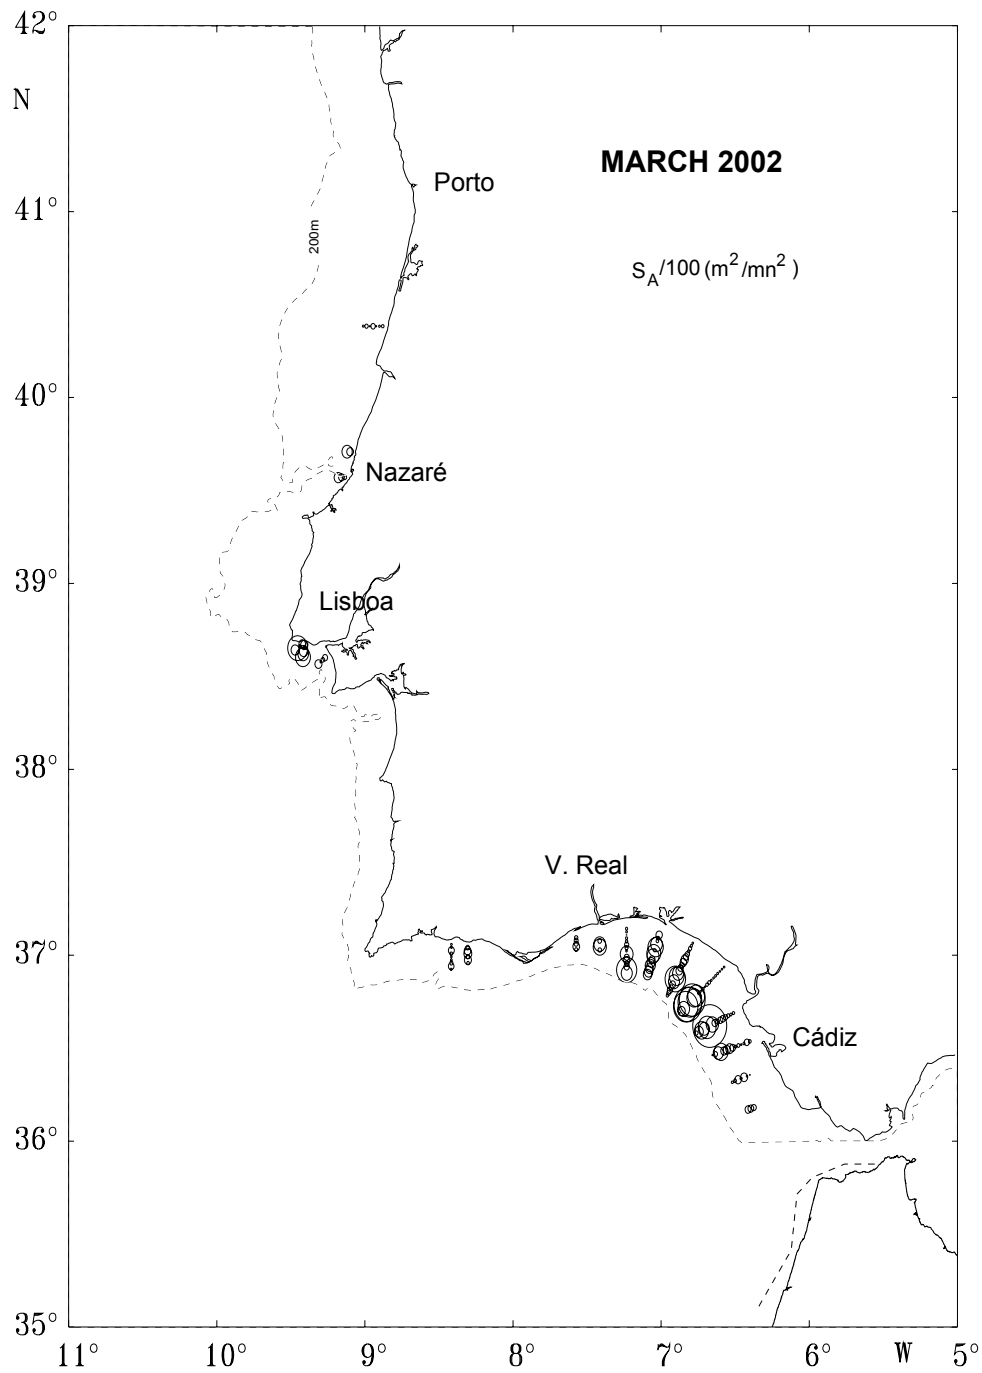 42°
N
MARCH 2002
Porto
41°
200m
S_A/100 (m²/mn²)
40°
Nazaré
39°
Lisboa
38°
V. Real
37°
Cádiz
36°
35°
11° 10° 9° 8° 7° 6° W 5°